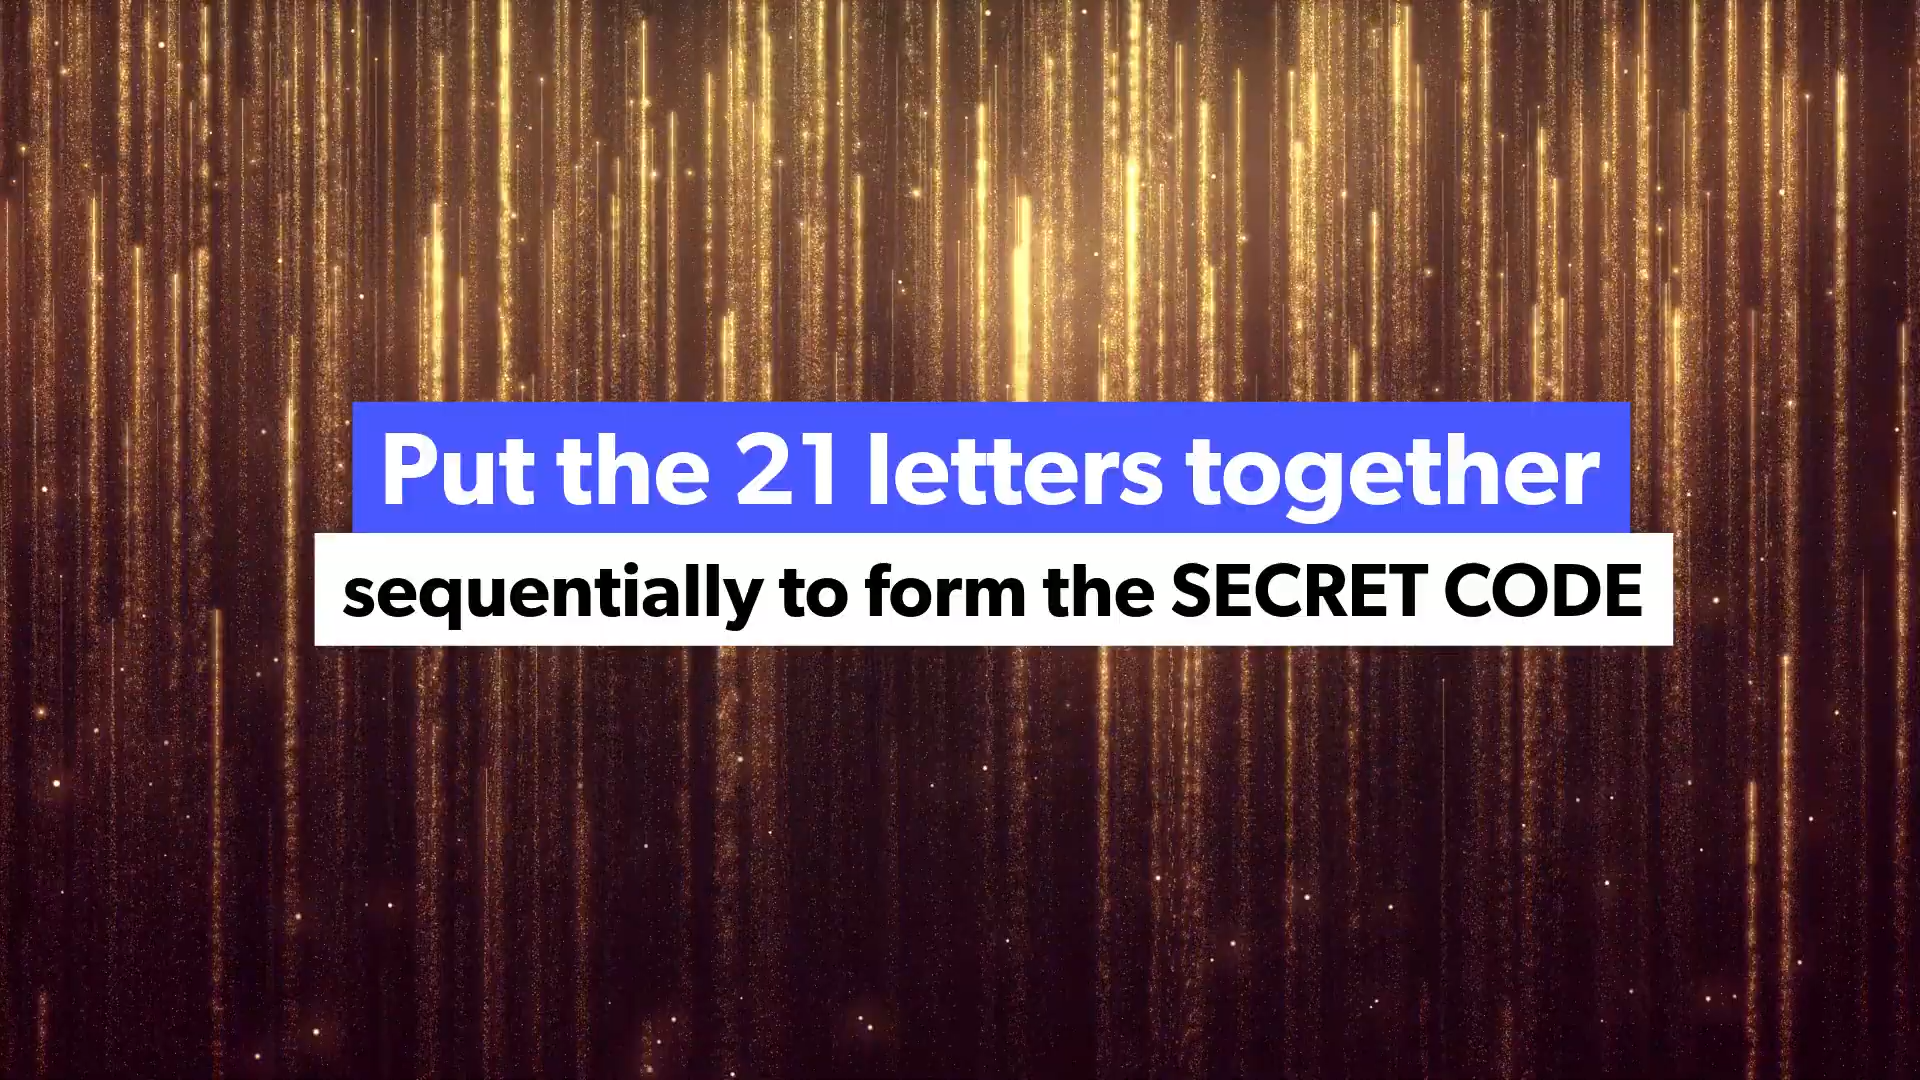 Put the 21 letters together
sequentially to form the SECRET CODE